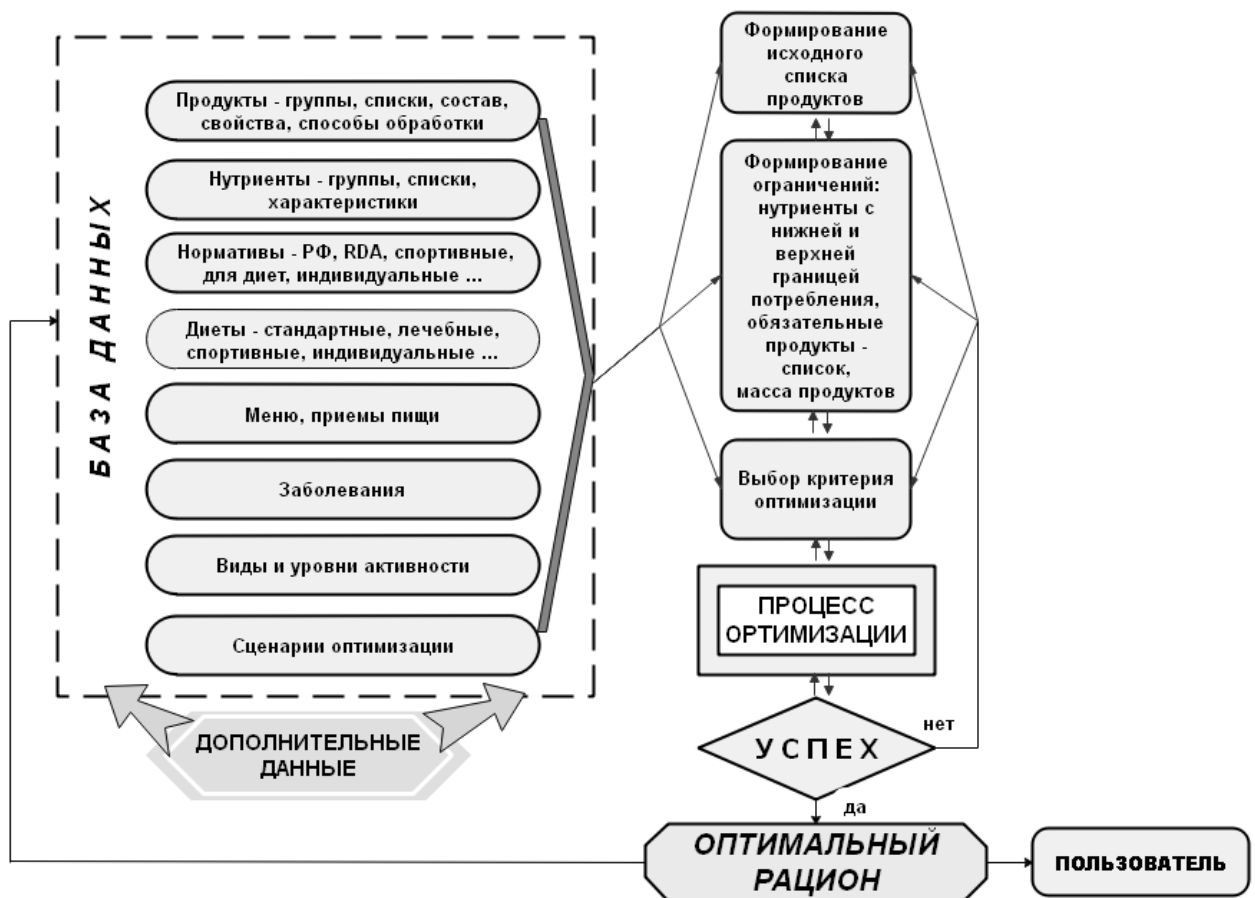 БАЗА ДАННЫХ
Продукты - группы, списки, состав,
свойства, способы обработки
Нутриенты - группы, списки,
характеристики
Нормативы - РФ, RDA, спортивные,
для диет, индивидуальные ...
Диеты - стандартные, лечебные,
спортивные, индивидуальные ...
Меню, приемы пищи
Заболевания
Виды и уровни активности
Сценарии оптимизации
ДОПОЛНИТЕЛЬНЫЕ
ДАННЫЕ
Формирование
исходного
списка
продуктов
Формирование
ограничений:
нутриенты с
нижней и
верхней
границей
потребления,
обязательные
продукты -
список,
масса продуктов
Выбор критерия
оптимизации
ПРОЦЕСС
ОРТИМИЗАЦИИ
УСПЕХ
нет
да
ОПТИМАЛЬНЫЙ
РАЦИОН
ПОЛЬЗОВАТЕЛЬ